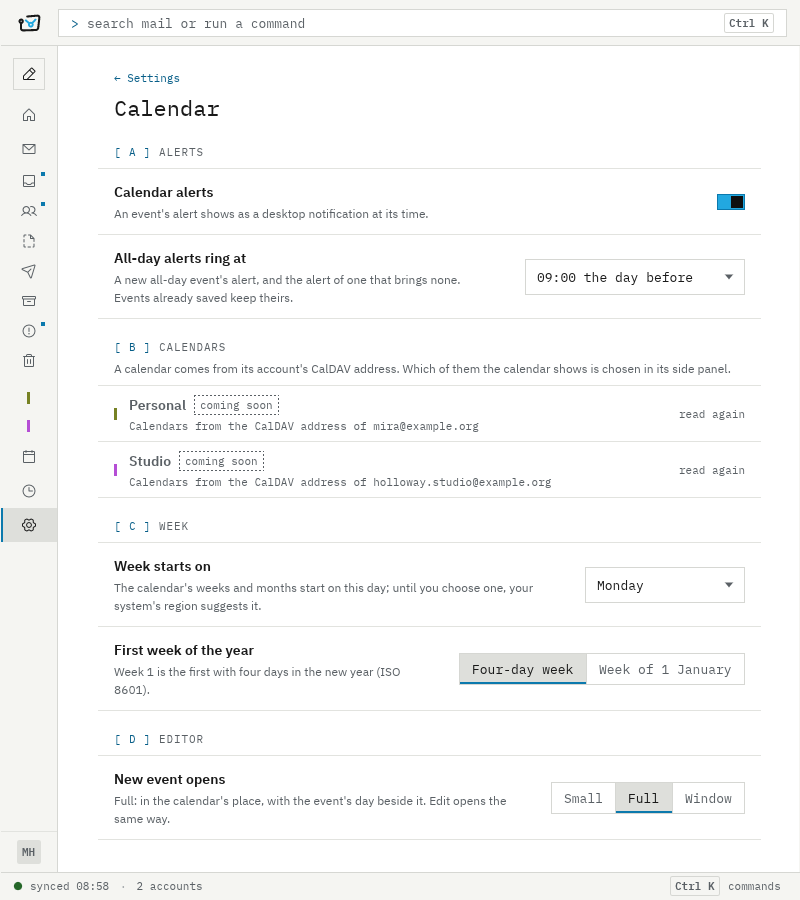 > search mail or run a command
Ctrl K
← Settings
Calendar
[ A ] ALERTS
Calendar alerts
An event's alert shows as a desktop notification at its time.
All-day alerts ring at
A new all-day event's alert, and the alert of one that brings none.
Events already saved keep theirs.
09:00 the day before
[ B ] CALENDARS
A calendar comes from its account's CalDAV address. Which of them the calendar shows is chosen in its side panel.
Personal coming soon
Calendars from the CalDAV address of mira@example.org
read again
Studio coming soon
Calendars from the CalDAV address of holloway.studio@example.org
read again
[ C ] WEEK
Week starts on
The calendar's weeks and months start on this day; until you choose one, your
system's region suggests it.
Monday
First week of the year
Week 1 is the first with four days in the new year (ISO
8601).
Four-day week
Week of 1 January
[ D ] EDITOR
New event opens
Full: in the calendar's place, with the event's day beside it. Edit opens the
same way.
Small
Full
Window
MH
synced 08:58 · 2 accounts
Ctrl K commands